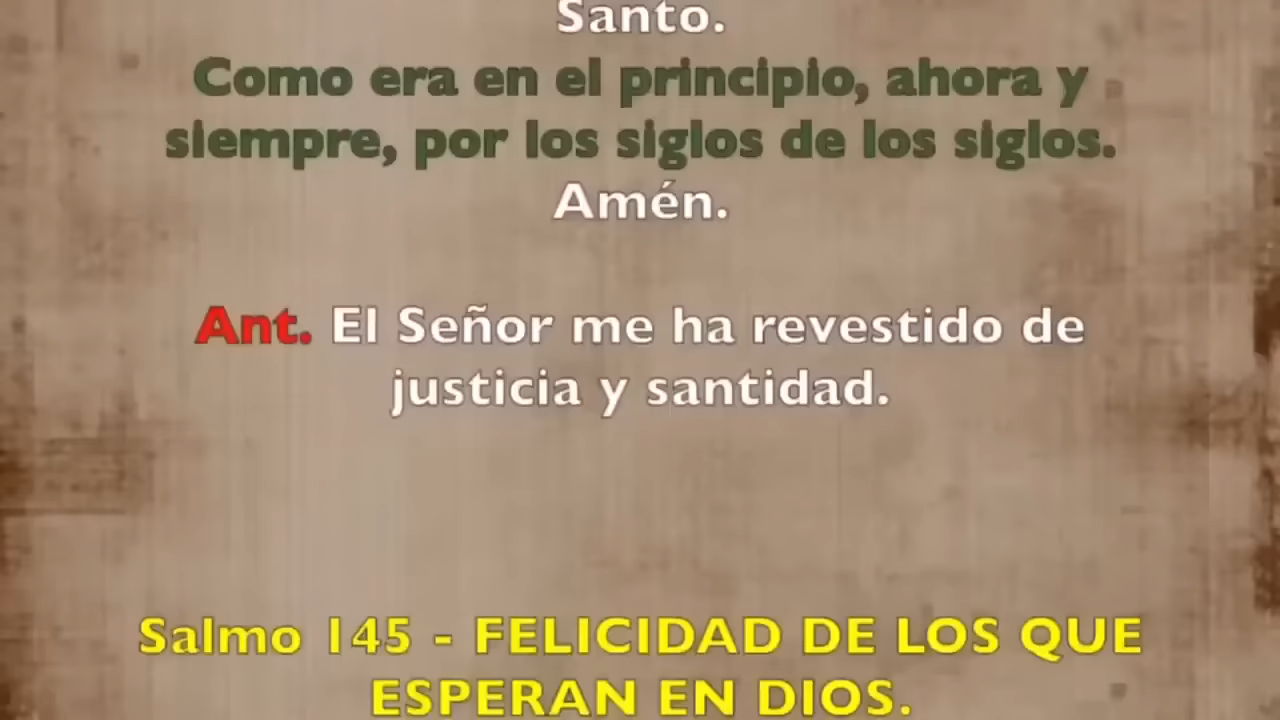 Santo.
Como era en el principio, ahora y
siempre, por los siglos de los siglos.
Amén.
Ant. El Señor me ha revestido de
justicia y santidad.
Salmo 145 - FELICIDAD DE LOS QUE
ESPERAN EN DIOS.